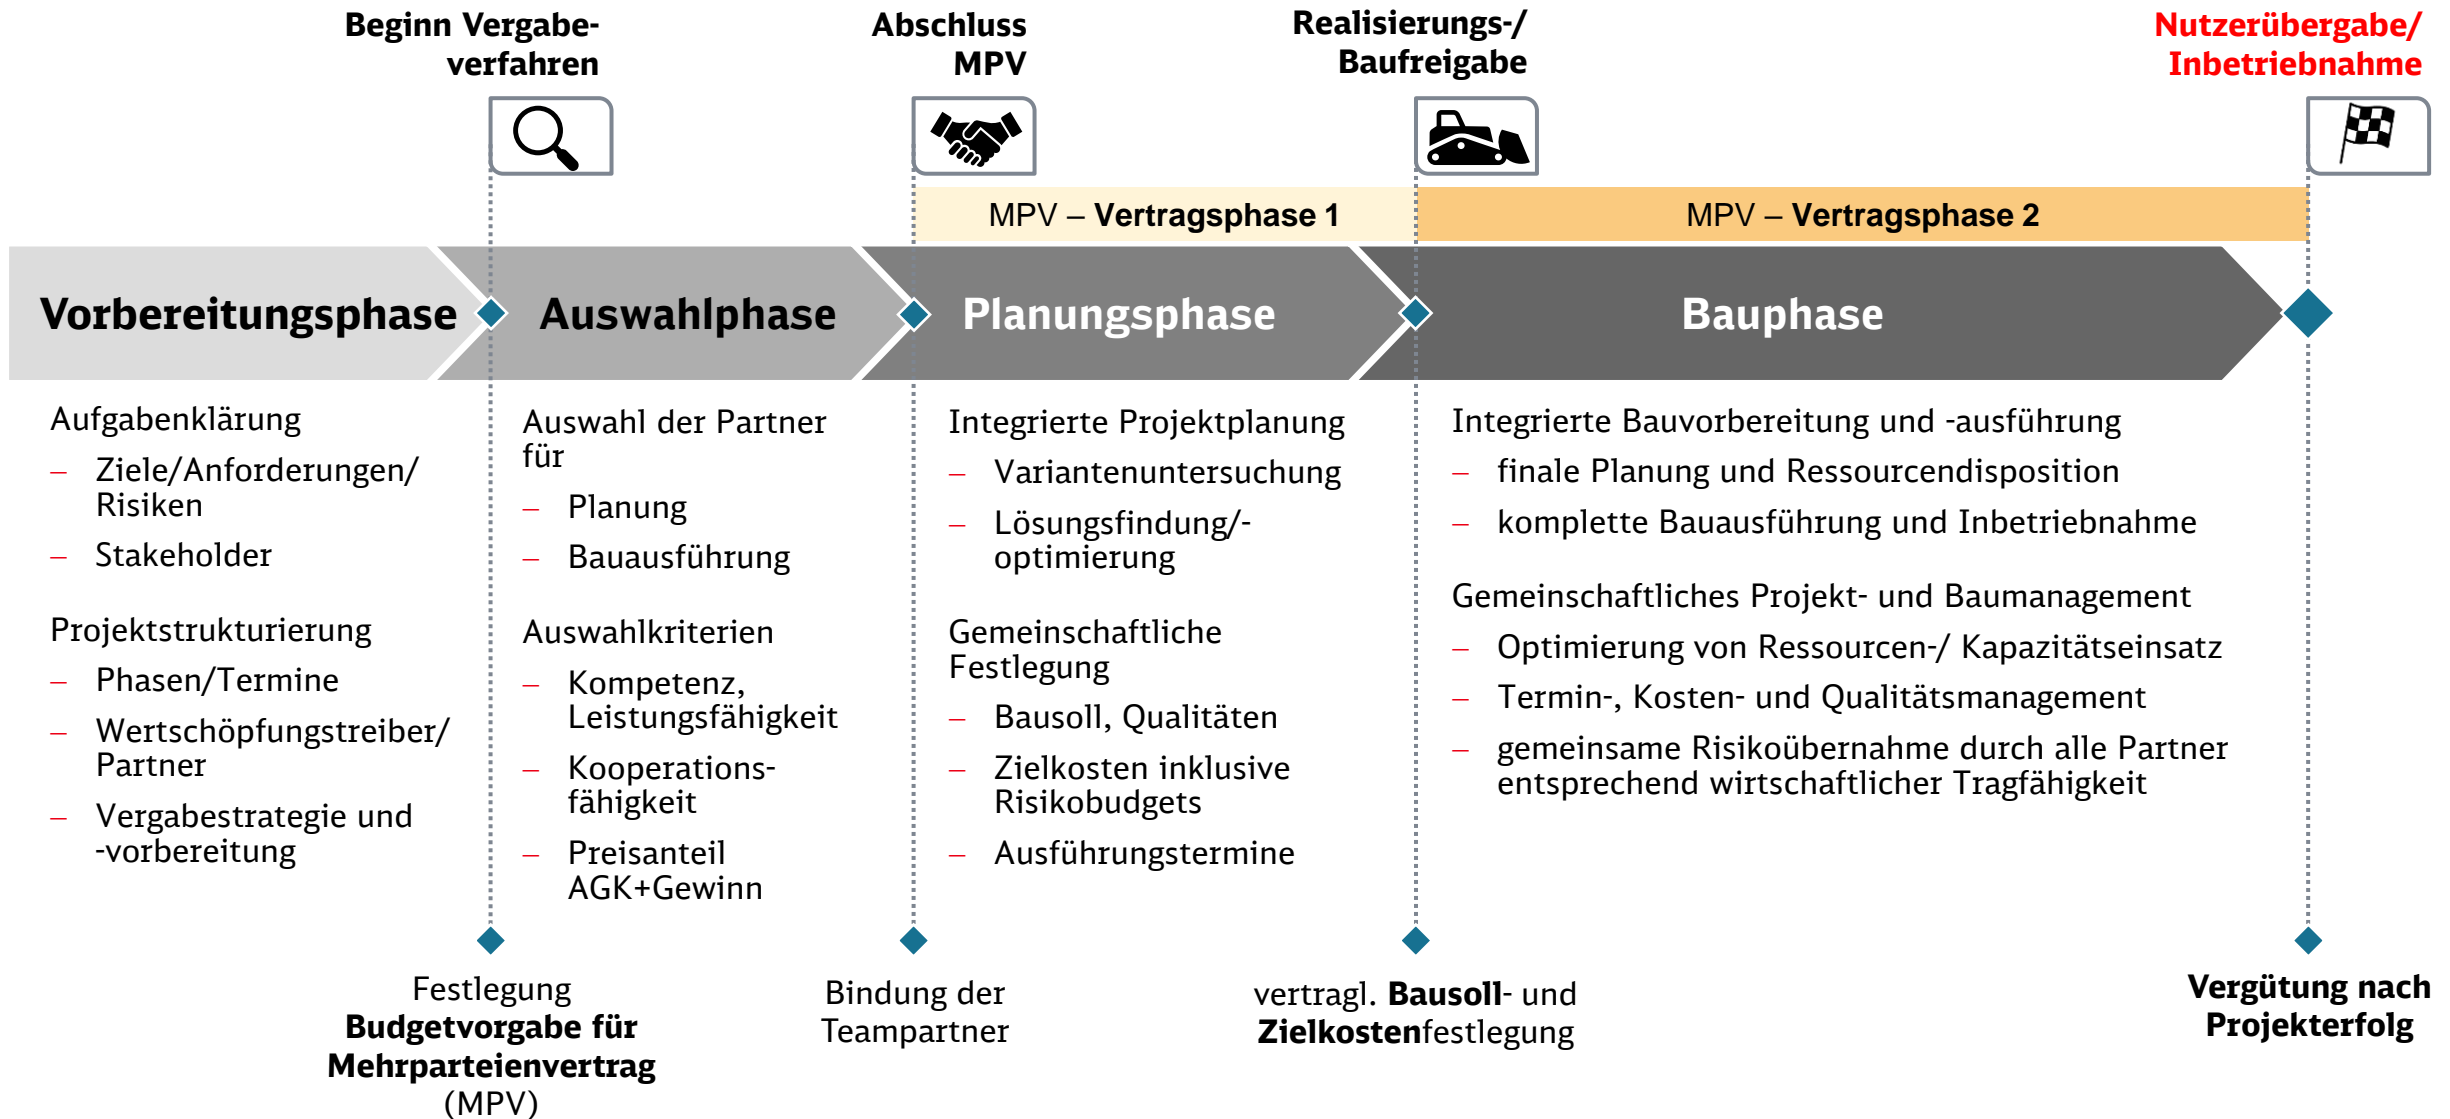 Beginn Vergabe-
verfahren
Abschluss
MPV
Realisierungs-/
Baufreigabe
Nutzerübergabe/
Inbetriebnahme
MPV – Vertragsphase 1
MPV – Vertragsphase 2
Vorbereitungsphase
Auswahlphase
Planungsphase
Bauphase
Aufgabenklärung
– Ziele/Anforderungen/
Risiken
– Stakeholder
Projektstrukturierung
– Phasen/Termine
– Wertschöpfungstreiber/
Partner
– Vergabestrategie und
-vorbereitung
Auswahl der Partner
für
– Planung
– Bauausführung
Auswahlkriterien
– Kompetenz,
Leistungsfähigkeit
– Kooperations-
fähigkeit
– Preisanteil
AGK+Gewinn
Integrierte Projektplanung
– Variantenuntersuchung
– Lösungsfindung/-
optimierung
Gemeinschaftliche
Festlegung
– Bausoll, Qualitäten
– Zielkosten inklusive
Risikobudgets
– Ausführungstermine
Integrierte Bauvorbereitung und -ausführung
– finale Planung und Ressourcendisposition
– komplette Bauausführung und Inbetriebnahme
Gemeinschaftliches Projekt- und Baumanagement
– Optimierung von Ressourcen-/ Kapazitätseinsatz
– Termin-, Kosten- und Qualitätsmanagement
– gemeinsame Risikoübernahme durch alle Partner
entsprechend wirtschaftlicher Tragfähigkeit
Festlegung
Budgetvorgabe für
Mehrparteienvertrag
(MPV)
Bindung der
Teampartner
vertragl. Bausoll- und
Zielkostenfestlegung
Vergütung nach
Projekterfolg